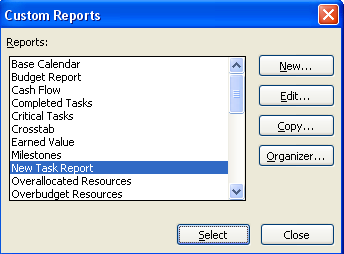 Custom Reports
Reports:
Base Calendar
Budget Report
Cash Flow
Completed Tasks
Critical Tasks
Crosstab
Earned Value
Milestones
New Task Report
Overallocated Resources
Overbudget Resources
New...
Edit...
Copy...
Organizer...
Select
Close